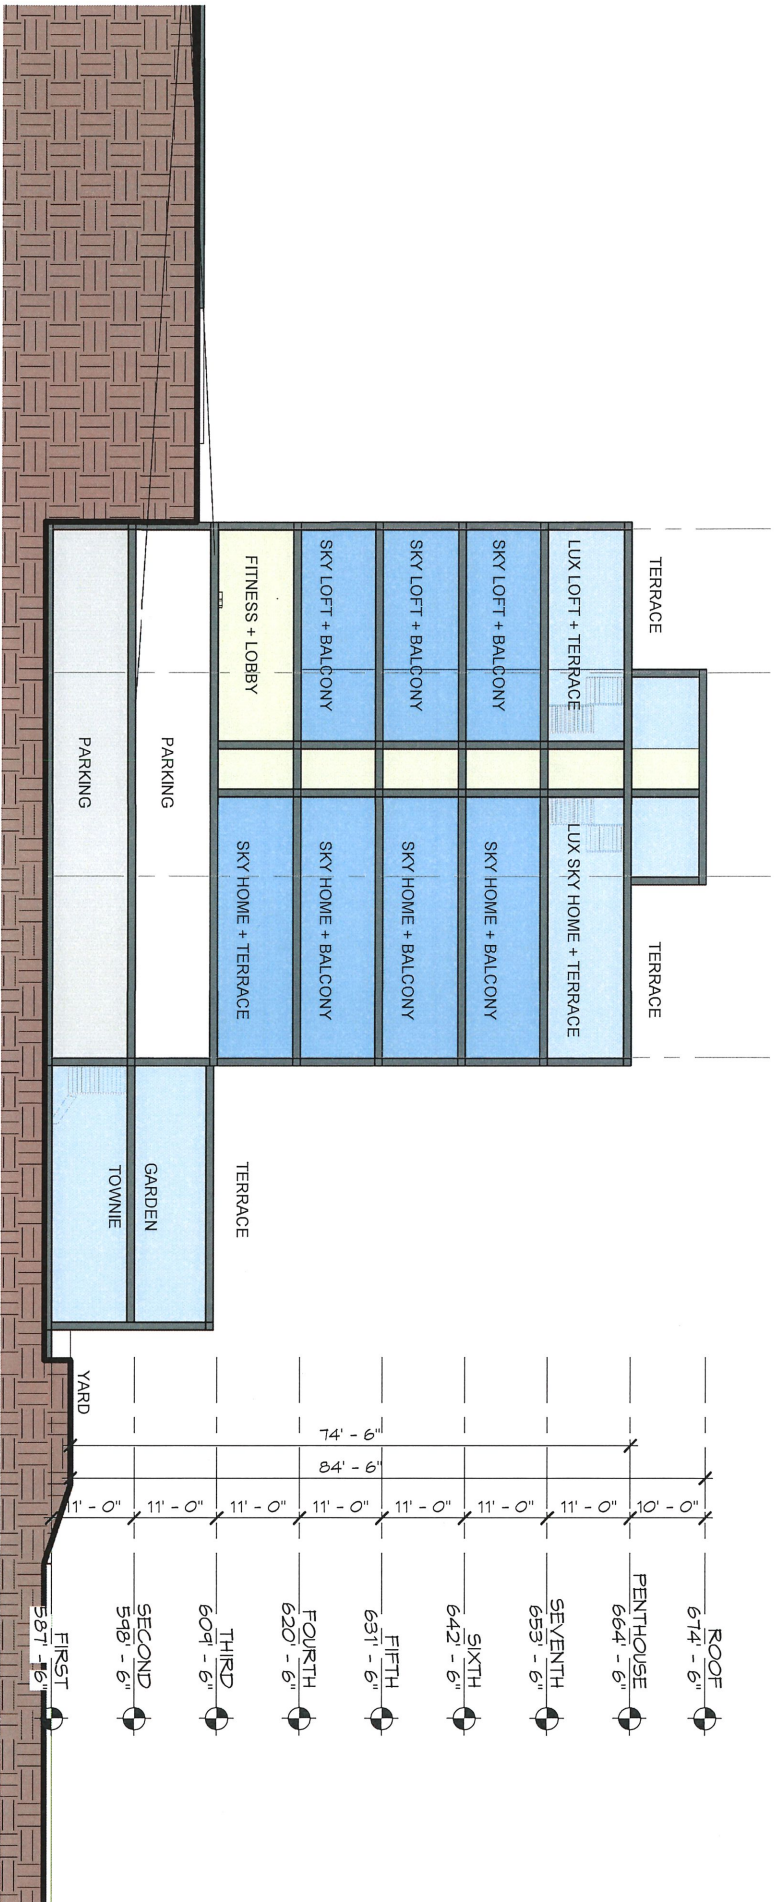 TERRACE
TERRACE
LUX LOFT + TERRACE
LUX SKY HOME + TERRACE
SKY LOFT + BALCONY
SKY HOME + BALCONY
SKY LOFT + BALCONY
SKY HOME + BALCONY
SKY LOFT + BALCONY
SKY HOME + BALCONY
FITNESS + LOBBY
SKY HOME + TERRACE
TERRACE
PARKING
GARDEN
PARKING
TOWNIE
YARD
74' - 6"
84' - 6"
10' - 0"
11' - 0"
11' - 0"
11' - 0"
11' - 0"
11' - 0"
11' - 0"
11' - 0"
ROOF
674' - 6"
PENTHOUSE
664' - 6"
SEVENTH
653' - 6"
SIXTH
642' - 6"
FIFTH
631' - 6"
FOURTH
620' - 6"
THIRD
609' - 6"
SECOND
598' - 6"
FIRST
587' - 6"